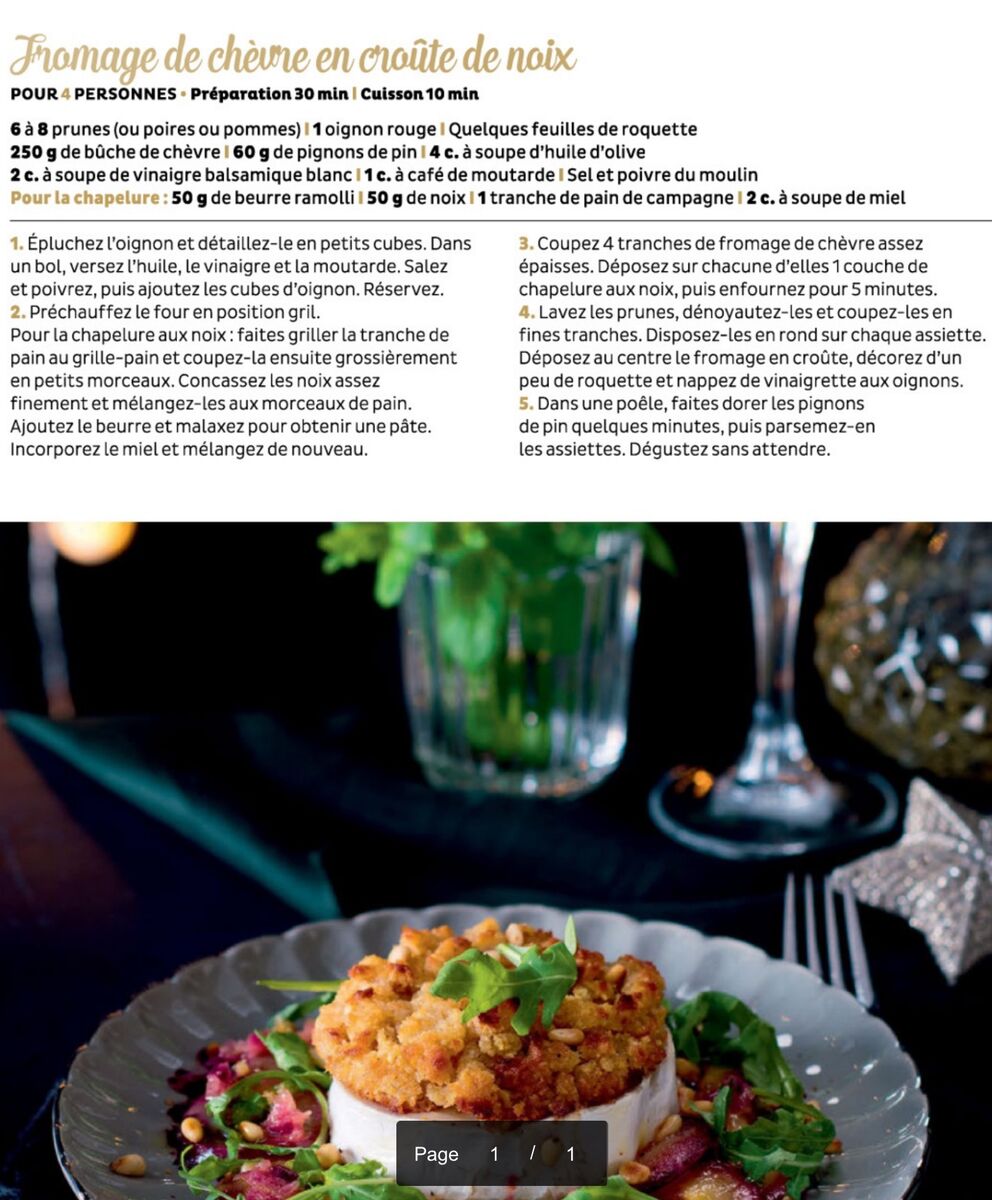 Fromage de chèvre en croûte de noix
POUR 4 PERSONNES • Préparation 30 min | Cuisson 10 min
6 à 8 prunes (ou poires ou pommes) | 1 oignon rouge | Quelques feuilles de roquette
250 g de bûche de chèvre | 60 g de pignons de pin | 4 c. à soupe d'huile d'olive
2 c. à soupe de vinaigre balsamique blanc | 1 c. à café de moutarde | Sel et poivre du moulin
Pour la chapelure : 50 g de beurre ramolli | 50 g de noix | 1 tranche de pain de campagne | 2 c. à soupe de miel
1. Épluchez l'oignon et détaillez-le en petits cubes. Dans
un bol, versez l'huile, le vinaigre et la moutarde. Salez
et poivrez, puis ajoutez les cubes d'oignon. Réservez.
2. Préchauffez le four en position gril.
Pour la chapelure aux noix : faites griller la tranche de
pain au grille-pain et coupez-la ensuite grossièrement
en petits morceaux. Concassez les noix assez
finement et mélangez-les aux morceaux de pain.
Ajoutez le beurre et malaxez pour obtenir une pâte.
Incorporez le miel et mélangez de nouveau.
3. Coupez 4 tranches de fromage de chèvre assez
épaisses. Déposez sur chacune d'elles 1 couche de
chapelure aux noix, puis enfournez pour 5 minutes.
4. Lavez les prunes, dénoyautez-les et coupez-les en
fines tranches. Disposez-les en rond sur chaque assiette.
Déposez au centre le fromage en croûte, décorez d'un
peu de roquette et nappez de vinaigrette aux oignons.
5. Dans une poêle, faites dorer les pignons
de pin quelques minutes, puis parsemez-en
les assiettes. Dégustez sans attendre.
Page 1 / 1